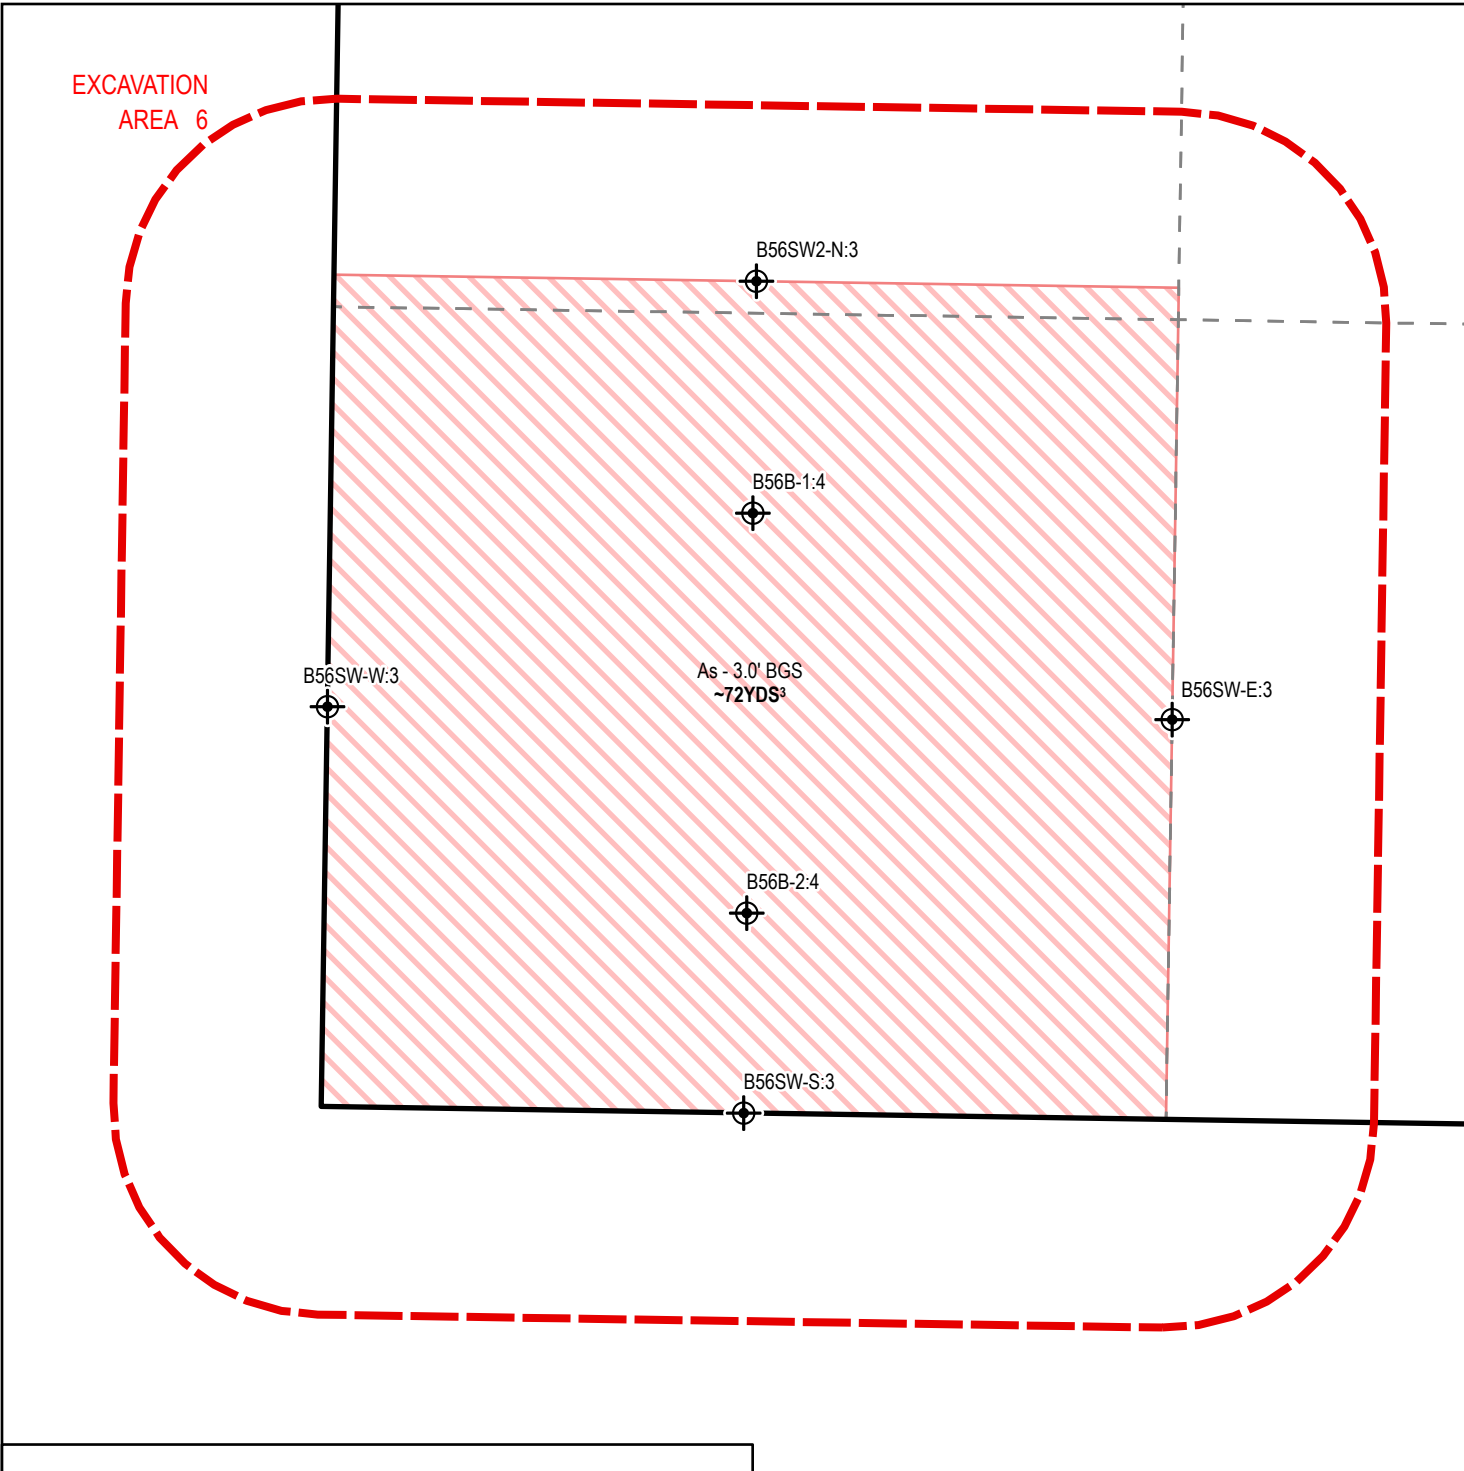 EXCAVATION
AREA 6
B56SW2-N:3
B56B-1:4
B56SW-W:3
As - 3.0' BGS
~72YDS³
B56SW-E:3
B56B-2:4
B56SW-S:3